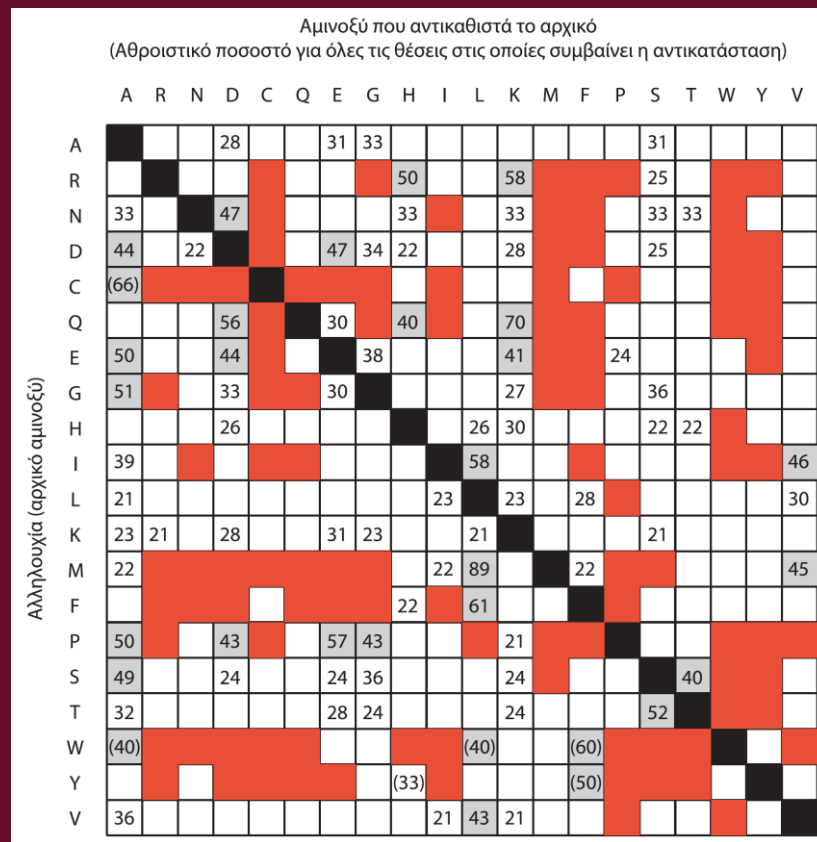 Αμινοξύ που αντικαθιστά το αρχικό
(Αθροιστικό ποσοστό για όλες τις θέσεις στις οποίες συμβαίνει η αντικατάσταση)
A R N D C Q E G H I L K M F P S T W Y V
Αλληλουχία (αρχικό αμινοξύ)
A 28 31 33 31
R 50 58 25
N 33 47 33 33 33 33
D 44 22 47 34 22 28 25
C (66)
Q 56 30 40 70
E 50 44 38 41 24
G 51 33 30 27 36
H 26 26 30 22 22
I 39 58 46
L 21 23 23 28 30
K 23 21 28 31 23 21 21
M 22 22 89 22 45
F 22 61
P 50 43 57 43 21
S 49 24 24 36 24 40
T 32 28 24 24 52
W (40) (40) (60)
Y (33) (50)
V 36 21 43 21